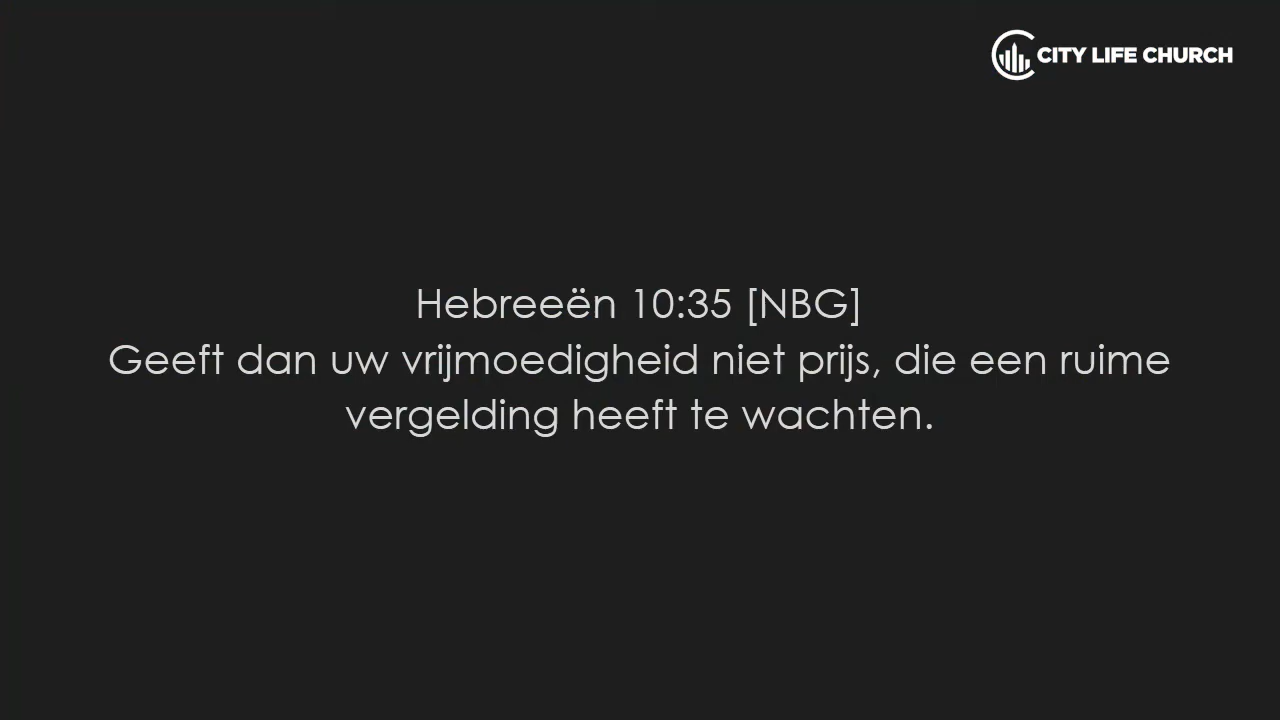 CITY LIFE CHURCH
Hebreeën 10:35 [NBG]
Geeft dan uw vrijmoedigheid niet prijs, die een ruime
vergelding heeft te wachten.